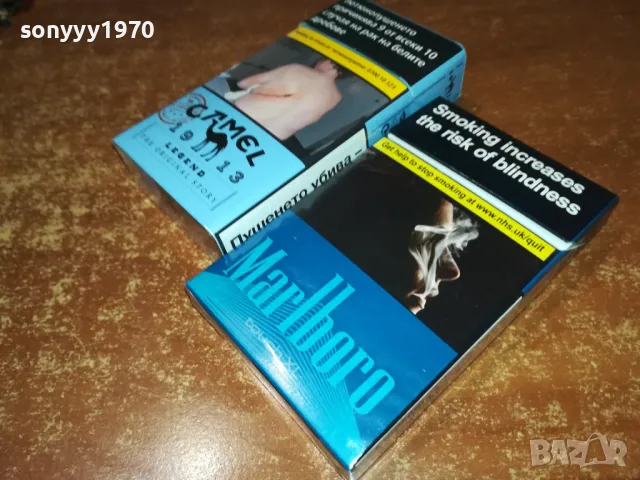 sonyyy1970
причинява 9 от всеки 10
случая на рак на белите
дробове
CAMEL
19 13
LEGEND
THE ORIGINAL STORY
Пушенето убива –
Smoking increases
the risk of blindness
Get help to stop smoking at www.nhs.uk/quit
Marlboro
BAZAR